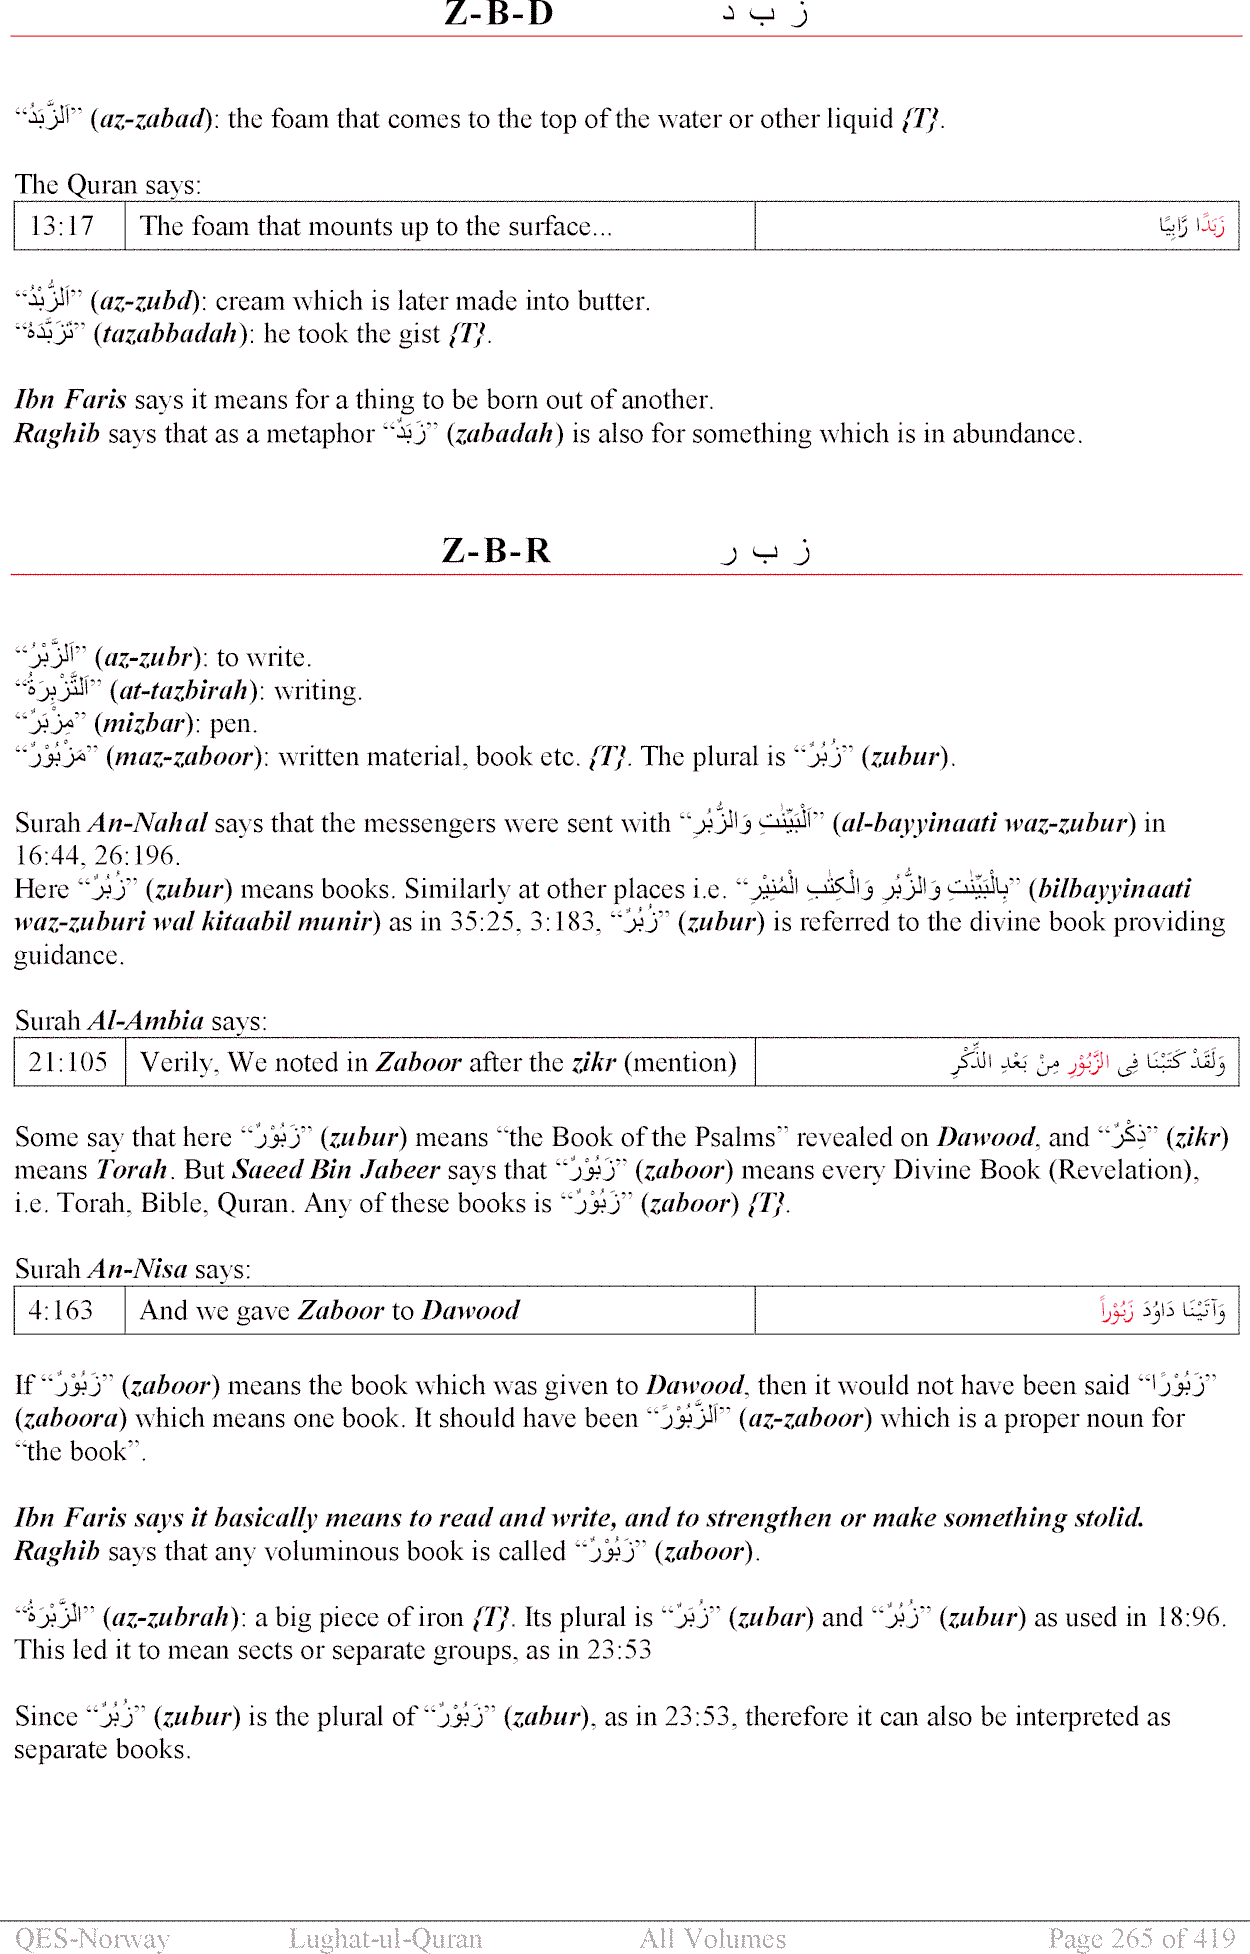 Z-B-D ز ب د
“اَلزَّبَدُ” (az-zabad): the foam that comes to the top of the water or other liquid {T}.
The Quran says:
13:17 The foam that mounts up to the surface... زَبَدًا رَّابِيًا
“اَلزُّبْدُ” (az-zubd): cream which is later made into butter.
“تَزَبَّدَهُ” (tazabbadah): he took the gist {T}.
Ibn Faris says it means for a thing to be born out of another.
Raghib says that as a metaphor “زَبَدٌ” (zabadah) is also for something which is in abundance.
Z-B-R ز ب ر
“اَلزَّبْرُ” (az-zubr): to write.
“اَلتَّزْبِرَةُ” (at-tazbirah): writing.
“مِزْبَرٌ” (mizbar): pen.
“مَزْبُوْرٌ” (maz-zaboor): written material, book etc. {T}. The plural is “زُبُرٌ” (zubur).
Surah An-Nahal says that the messengers were sent with “اَلْبَيِّنٰتِ وَالزُّبُرِ” (al-bayyinaati waz-zubur) in
16:44, 26:196.
Here “زُبُرٌ” (zubur) means books. Similarly at other places i.e. “بِالْبَيِّنٰتِ وَالزُّبُرِ وَالْكِتٰبِ الْمُنِيْرِ” (bilbayyinaati
waz-zuburi wal kitaabil munir) as in 35:25, 3:183, “زُبُرٌ” (zubur) is referred to the divine book providing
guidance.
Surah Al-Ambia says:
21:105 Verily, We noted in Zaboor after the zikr (mention) وَلَقَدْ كَتَبْنَا فِى الزَّبُوْرِ مِنْ بَعْدِ الذِّكْرِ
Some say that here “زَبُوْرٌ” (zubur) means “the Book of the Psalms” revealed on Dawood, and “ذِكْرٌ” (zikr)
means Torah. But Saeed Bin Jabeer says that “زَبُوْرٌ” (zaboor) means every Divine Book (Revelation),
i.e. Torah, Bible, Quran. Any of these books is “زَبُوْرٌ” (zaboor) {T}.
Surah An-Nisa says:
4:163 And we gave Zaboor to Dawood وَآتَيْنَا دَاوُدَ زَبُوْراً
If “زَبُوْرٌ” (zaboor) means the book which was given to Dawood, then it would not have been said “زَبُوْرًا”
(zaboora) which means one book. It should have been “اَلزَّبُوْرَ” (az-zaboor) which is a proper noun for
“the book”.
Ibn Faris says it basically means to read and write, and to strengthen or make something stolid.
Raghib says that any voluminous book is called “زَبُوْرٌ” (zaboor).
“الزُّبْرَةُ” (az-zubrah): a big piece of iron {T}. Its plural is “زُبَرٌ” (zubar) and “زُبُرٌ” (zubur) as used in 18:96.
This led it to mean sects or separate groups, as in 23:53
Since “زُبُرٌ” (zubur) is the plural of “زَبُوْرٌ” (zabur), as in 23:53, therefore it can also be interpreted as
separate books.
QES-Norway Lughat-ul-Quran All Volumes Page 265 of 419